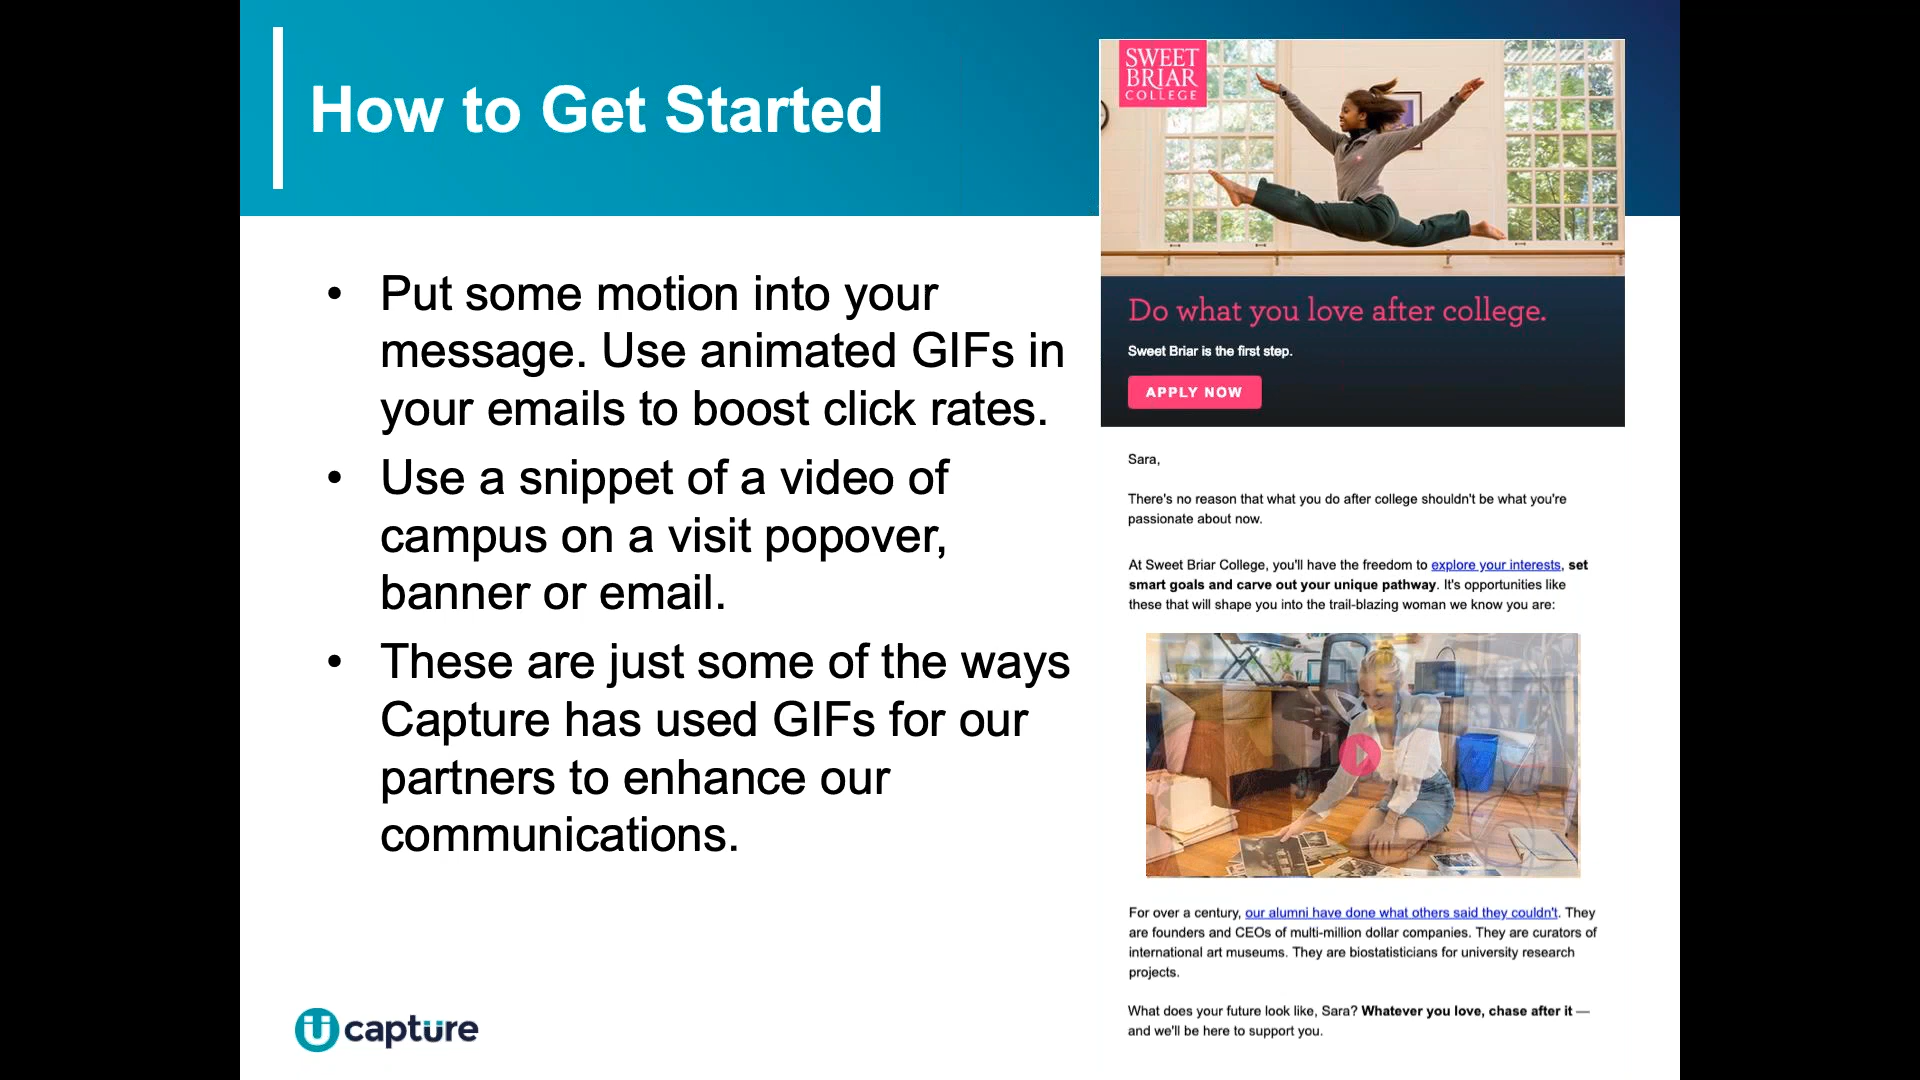 How to Get Started
• Put some motion into your
message. Use animated GIFs in
your emails to boost click rates.
• Use a snippet of a video of
campus on a visit popover,
banner or email.
• These are just some of the ways
Capture has used GIFs for our
partners to enhance our
communications.
capture
SWEET
BRIAR
COLLEGE
Do what you love after college.
Sweet Briar is the first step.
APPLY NOW
Sara,
There's no reason that what you do after college shouldn't be what you're
passionate about now.
At Sweet Briar College, you'll have the freedom to explore your interests, set
smart goals and carve out your unique pathway. It's opportunities like
these that will shape you into the trail-blazing woman we know you are:
For over a century, our alumni have done what others said they couldn't. They
are founders and CEOs of multi-million dollar companies. They are curators of
international art museums. They are biostatisticians for university research
projects.
What does your future look like, Sara? Whatever you love, chase after it —
and we'll be here to support you.